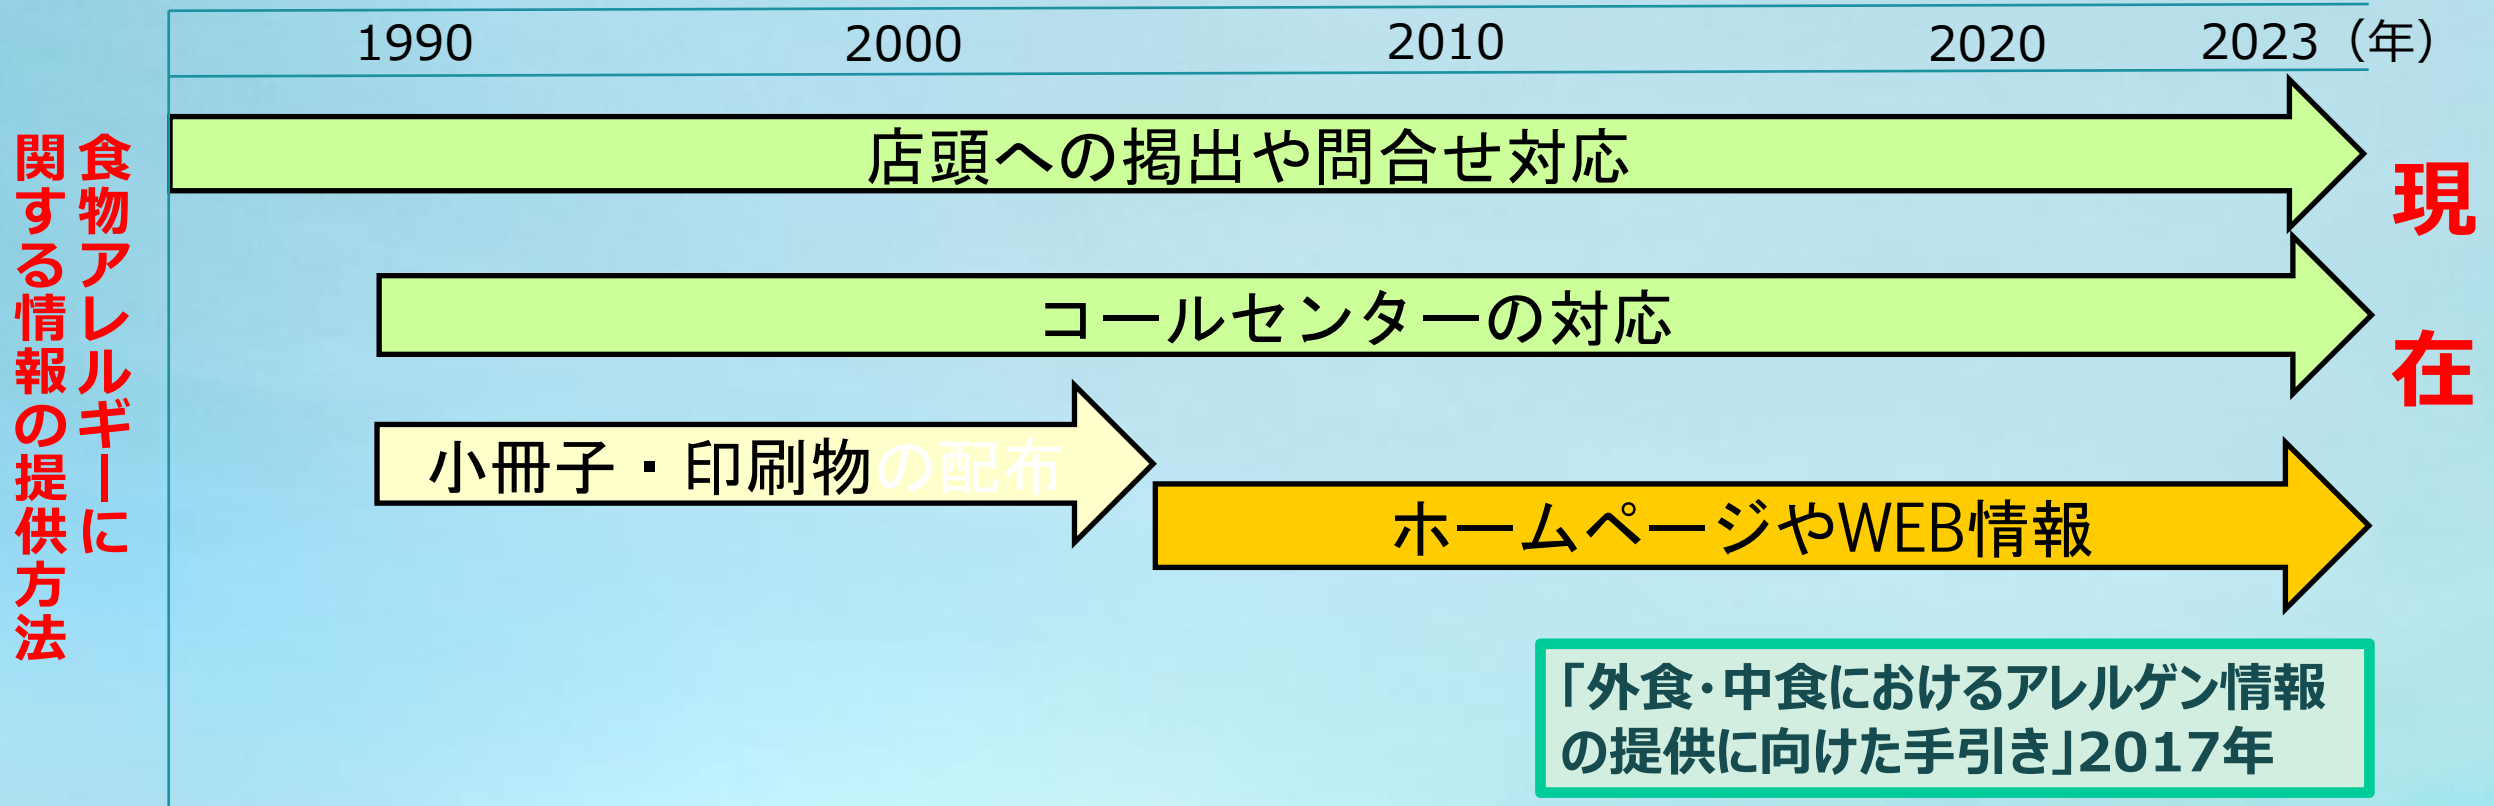 1990 2000 2010 2020 2023（年）
食物アレルギーに
関する情報の提供方法
店頭への掲出や問合せ対応
コールセンターの対応
小冊子・印刷物の配布
ホームページやWEB情報
現
在
「外食・中食におけるアレルゲン情報
の提供に向けた手引き」2017年